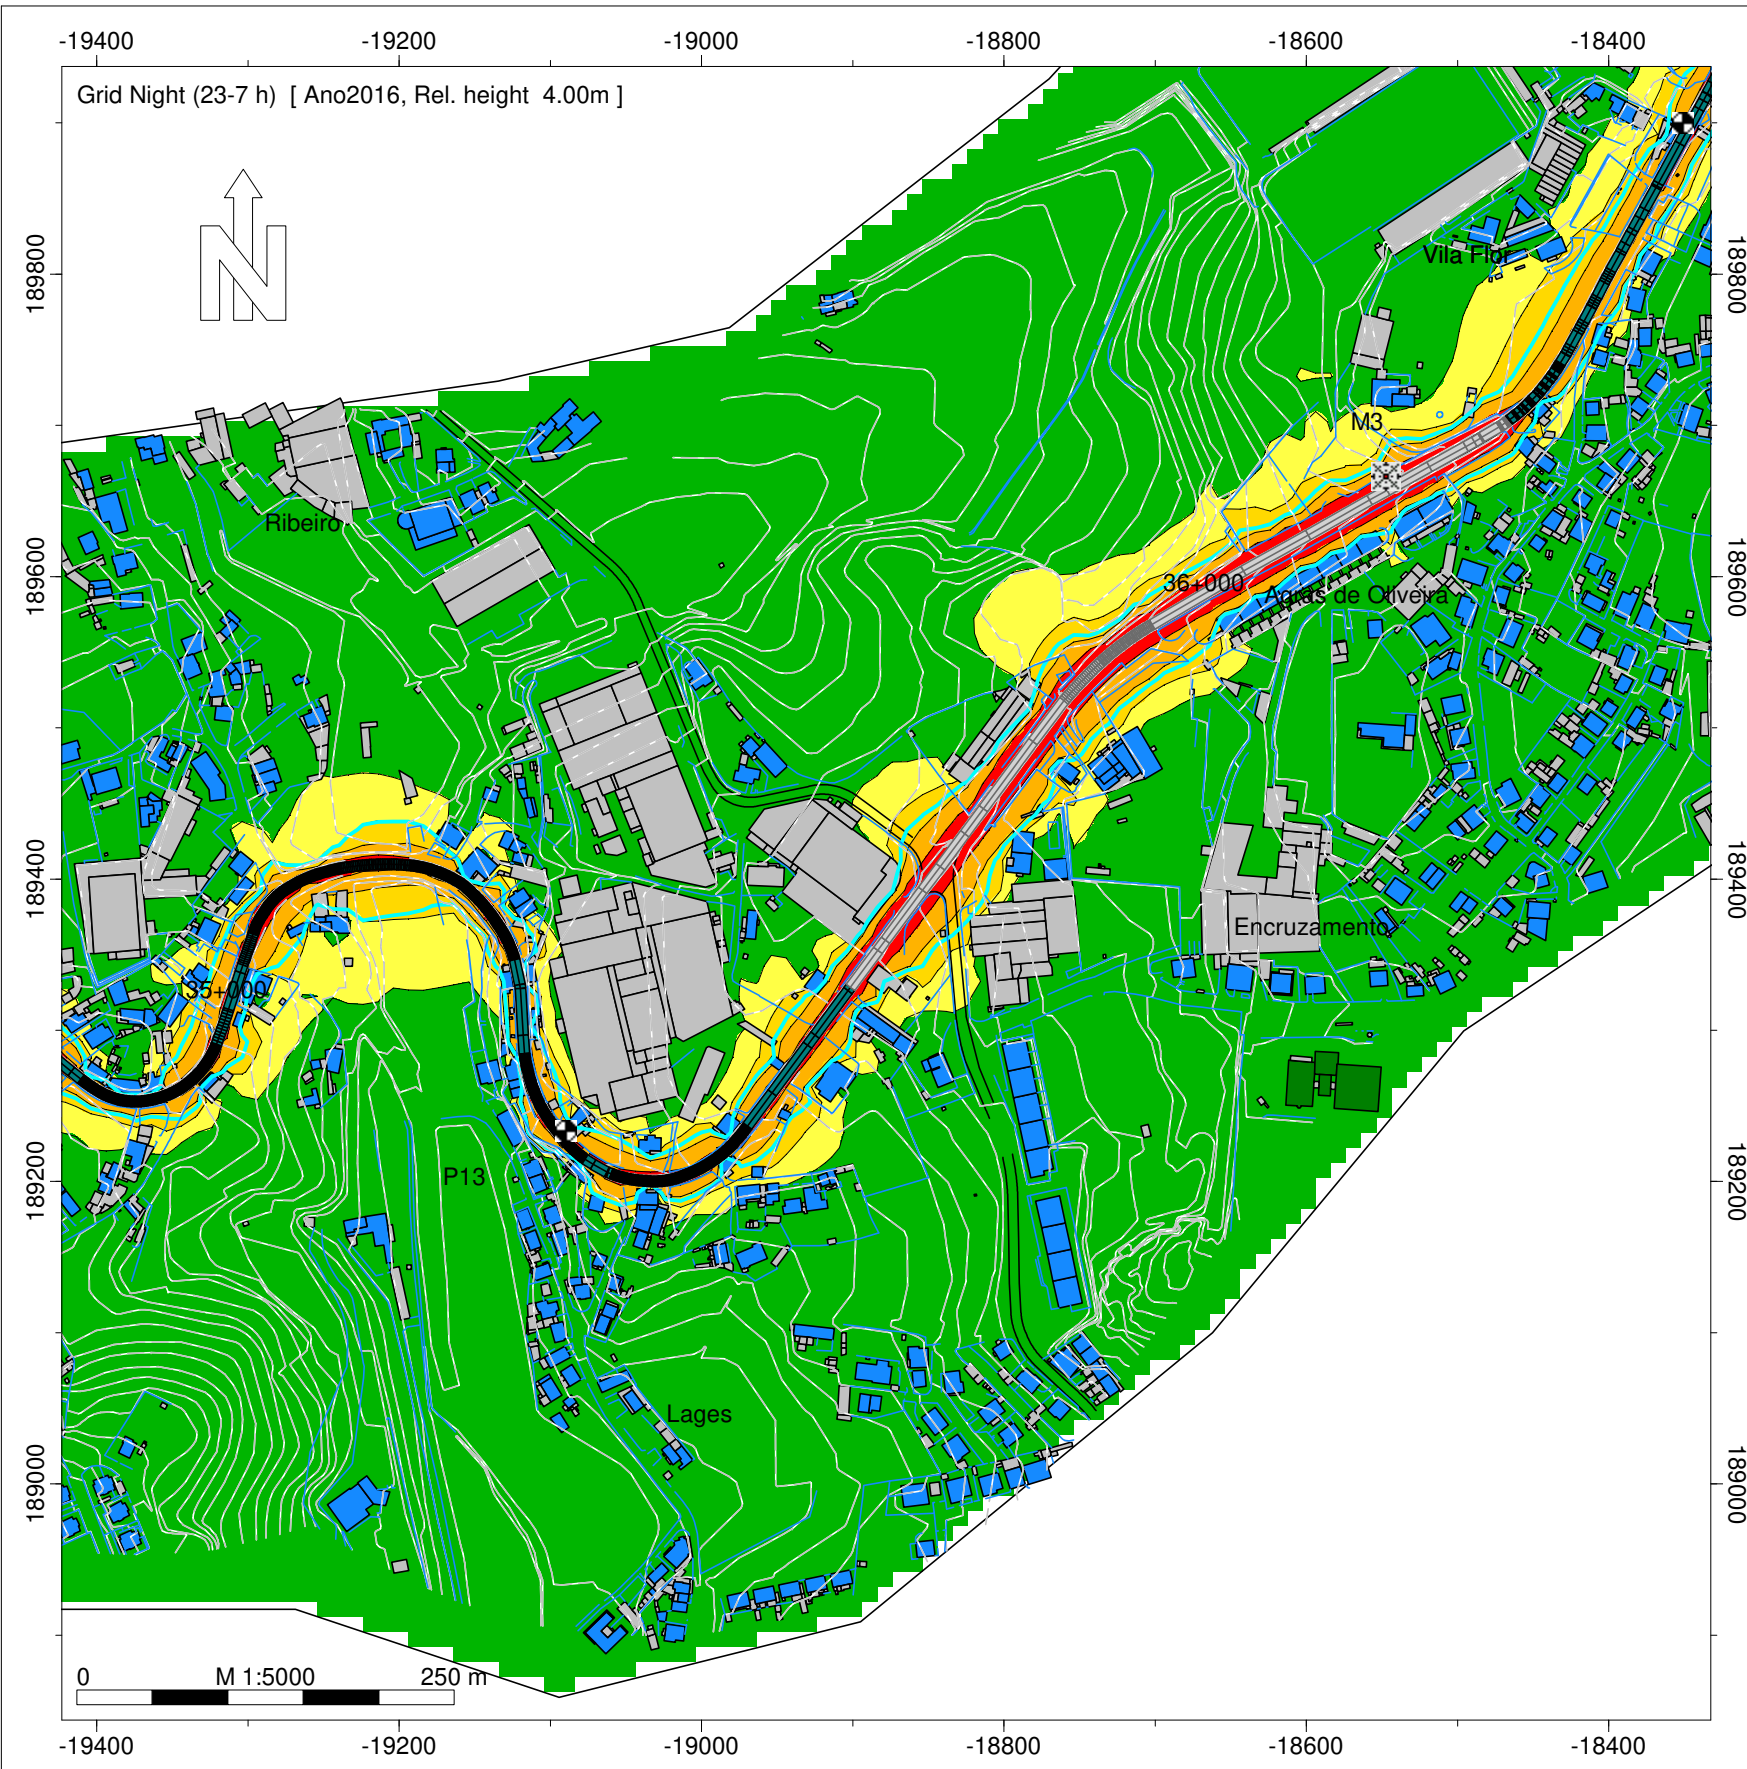 -19400 -19200 -19000 -18800 -18600 -18400
Grid Night (23-7 h) [ Ano2016, Rel. height 4.00m ]
189800
189800
Vila Flor
M3
Ribeiro
189600
36+000
Agras de Oliveira
189600
189400
189400
Encruzamento
35+000
189200
P13
189200
Lages
189000
189000
0 M 1:5000 250 m
-19400 -19200 -19000 -18800 -18600 -18400